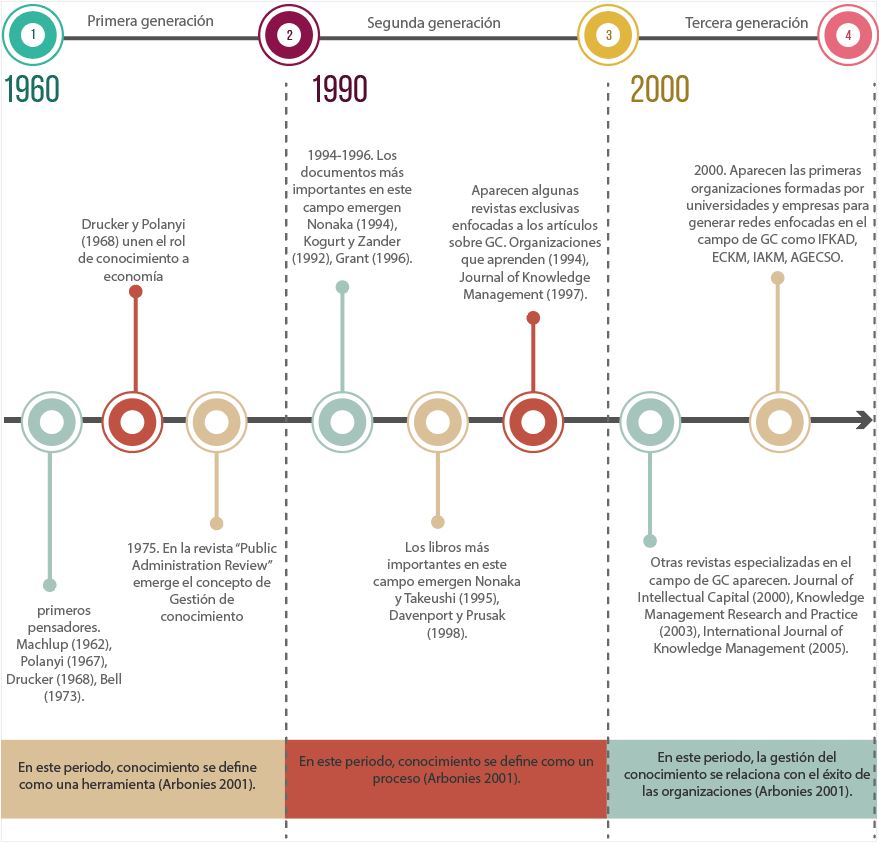 Primera generación
Segunda generación
Tercera generación
1
2
3
4
1960
1990
2000
Drucker y Polanyi
(1968) unen el rol
de conocimiento a
economía
primeros
pensadores.
Machlup (1962),
Polanyi (1967),
Drucker (1968), Bell
(1973).
1975. En la revista “Public
Administration Review”
emerge el concepto de
Gestión de
conocimiento
1994-1996. Los
documentos más
importantes en este
campo emergen
Nonaka (1994),
Kogurt y Zander
(1992), Grant (1996).
Los libros más
importantes en este
campo emergen Nonaka
y Takeushi (1995),
Davenport y Prusak
(1998).
Aparecen algunas
revistas exclusivas
enfocadas a los artículos
sobre GC. Organizaciones
que aprenden (1994),
Journal of Knowledge
Management (1997).
Otras revistas especializadas en el
campo de GC aparecen. Journal of
Intellectual Capital (2000), Knowledge
Management Research and Practice
(2003), International Journal of
Knowledge Management (2005).
2000. Aparecen las primeras
organizaciones formadas por
universidades y empresas para
generar redes enfocadas en el
campo de GC como IFKAD,
ECKM, IAKM, AGECSO.
En este periodo, conocimiento se define
como una herramienta (Arbonies 2001).
En este periodo, conocimiento se define como un
proceso (Arbonies 2001).
En este periodo, la gestión del
conocimiento se relaciona con el éxito de
las organizaciones (Arbonies 2001).